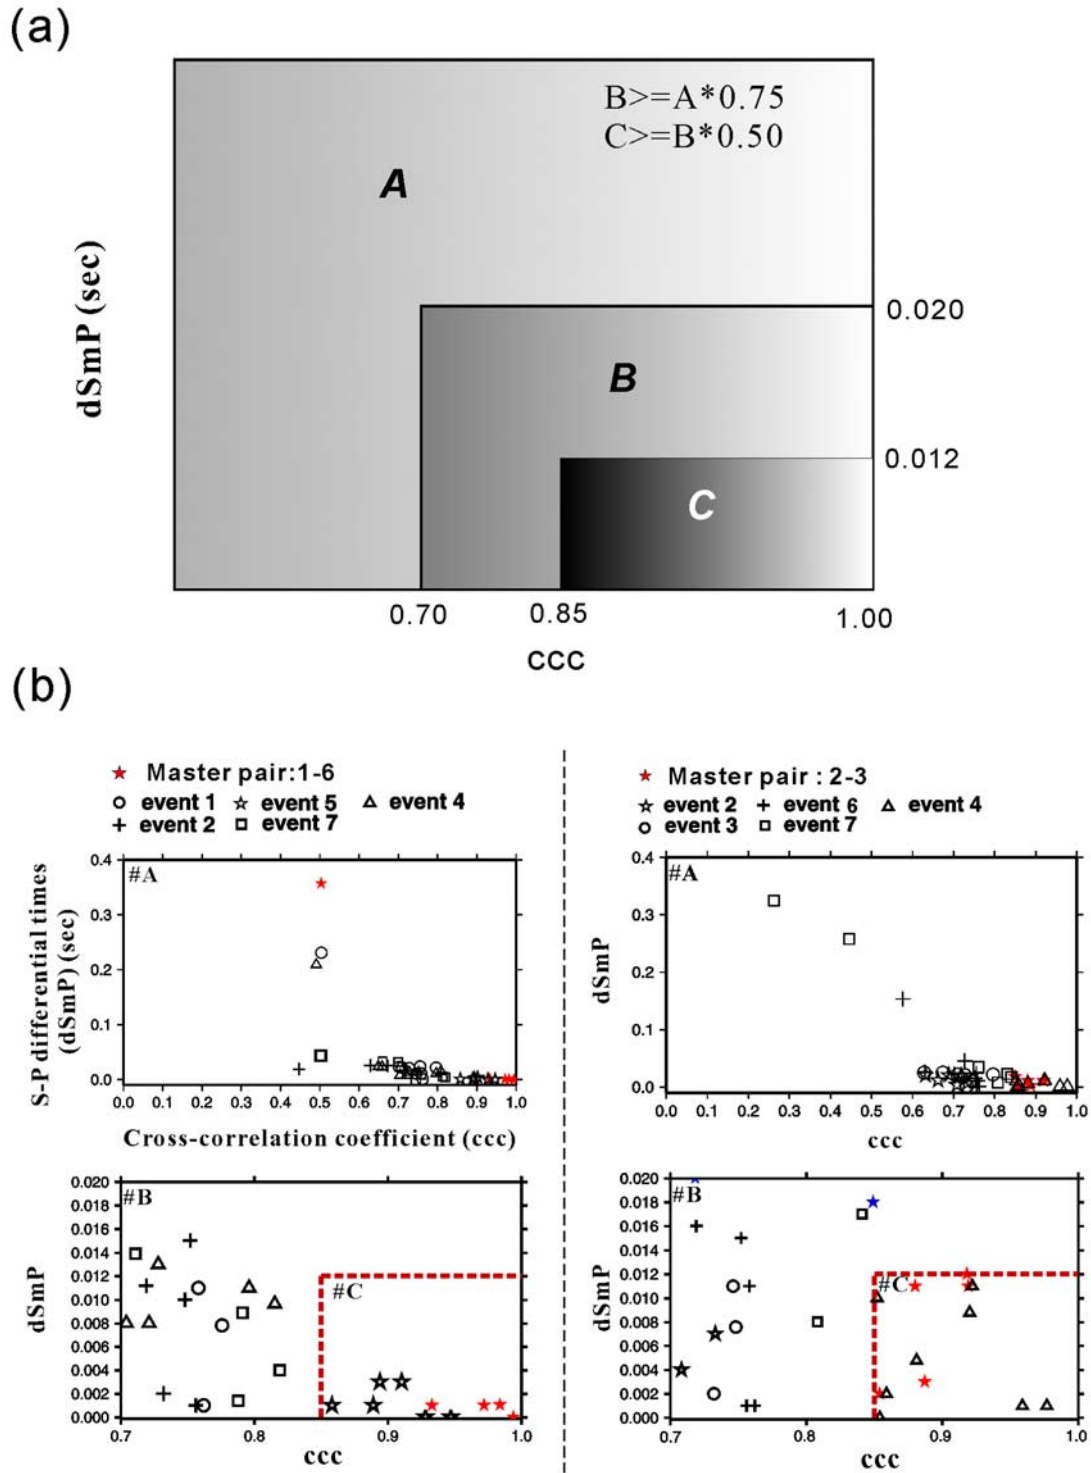 (a)
B>=A*0.75
C>=B*0.50
A
dSmP (sec)
0.020
B
0.012
C
0.70 0.85 1.00
ccc
(b)
Master pair:1-6
event 1 event 5 event 4
event 2 event 7
0.4
#A
0.3
0.2
0.1
0.0
S-P differential times
(dSmP) (sec)
0.0 0.1 0.2 0.3 0.4 0.5 0.6 0.7 0.8 0.9 1.0
Cross-correlation coefficient (ccc)
0.020
#B
0.018
0.016
0.014
0.012
#C
0.010
0.008
0.006
0.004
0.002
0.000
dSmP
0.7 0.8 0.9 1.0
ccc
Master pair : 2-3
event 2 event 6 event 4
event 3 event 7
0.4
#A
0.3
0.2
0.1
0.0
dSmP
0.0 0.1 0.2 0.3 0.4 0.5 0.6 0.7 0.8 0.9 1.0
ccc
0.020
#B
0.018
0.016
0.014
0.012
#C
0.010
0.008
0.006
0.004
0.002
0.000
dSmP
0.7 0.8 0.9 1.0
ccc